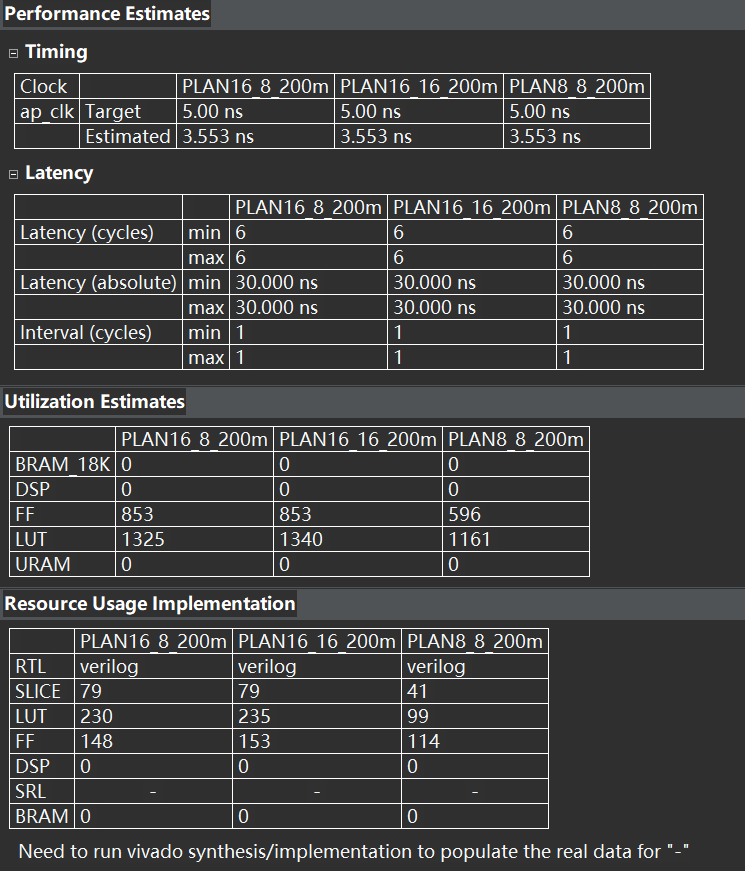 Performance Estimates
Timing
Clock PLAN16_8_200m PLAN16_16_200m PLAN8_8_200m
ap_clk Target 5.00 ns 5.00 ns 5.00 ns
Estimated 3.553 ns 3.553 ns 3.553 ns
Latency
PLAN16_8_200m PLAN16_16_200m PLAN8_8_200m
Latency (cycles) min 6 6 6
max 6 6 6
Latency (absolute) min 30.000 ns 30.000 ns 30.000 ns
max 30.000 ns 30.000 ns 30.000 ns
Interval (cycles) min 1 1 1
max 1 1 1
Utilization Estimates
PLAN16_8_200m PLAN16_16_200m PLAN8_8_200m
BRAM_18K 0 0 0
DSP 0 0 0
FF 853 853 596
LUT 1325 1340 1161
URAM 0 0 0
Resource Usage Implementation
PLAN16_8_200m PLAN16_16_200m PLAN8_8_200m
RTL verilog verilog verilog
SLICE 79 79 41
LUT 230 235 99
FF 148 153 114
DSP 0 0 0
SRL - - -
BRAM 0 0 0
Need to run vivado synthesis/implementation to populate the real data for "-"